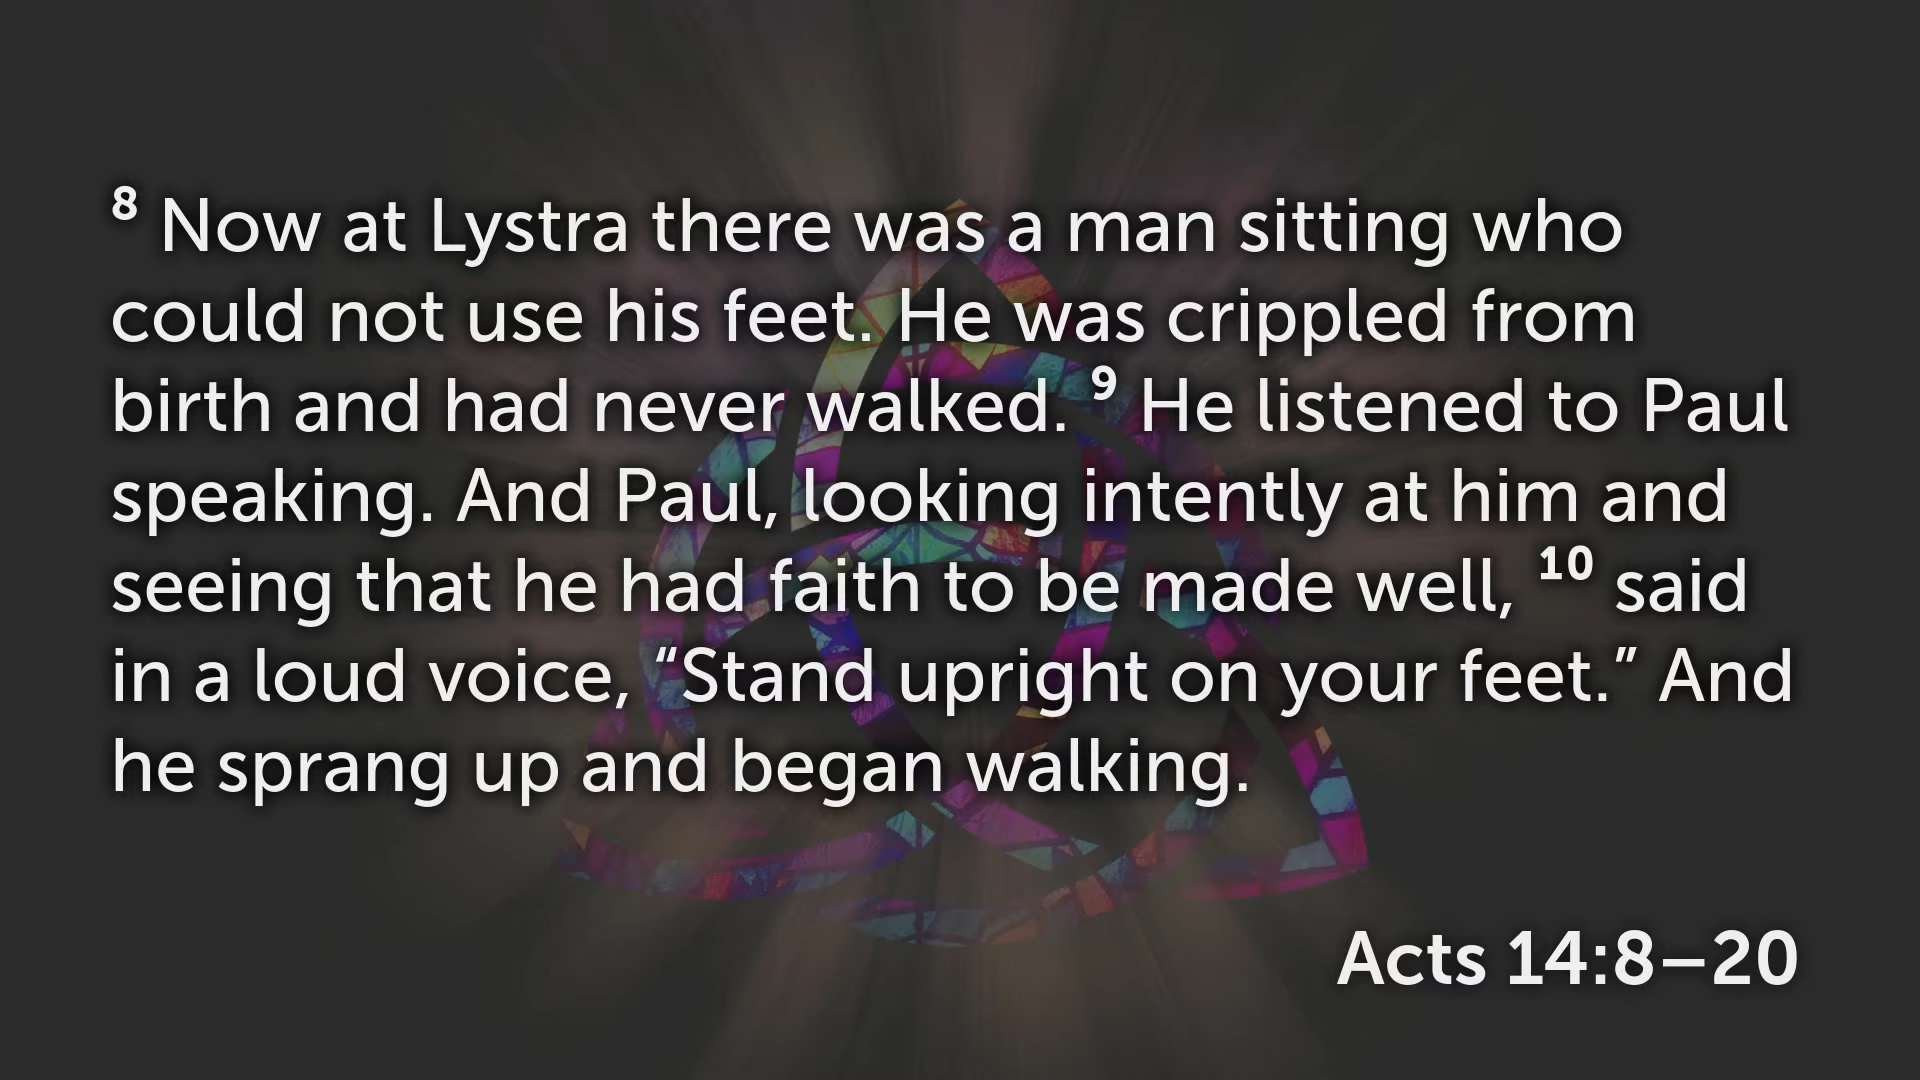 ⁸ Now at Lystra there was a man sitting who
could not use his feet. He was crippled from
birth and had never walked. ⁹ He listened to Paul
speaking. And Paul, looking intently at him and
seeing that he had faith to be made well, ¹⁰ said
in a loud voice, “Stand upright on your feet.” And
he sprang up and began walking.
Acts 14:8–20